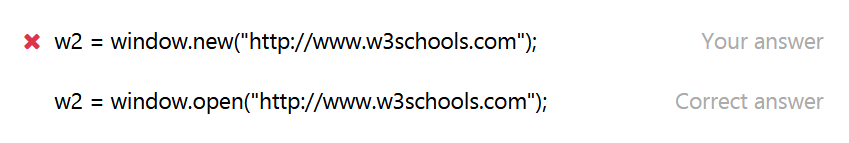 ✖ w2 = window.new("http://www.w3schools.com"); Your answer
w2 = window.open("http://www.w3schools.com"); Correct answer